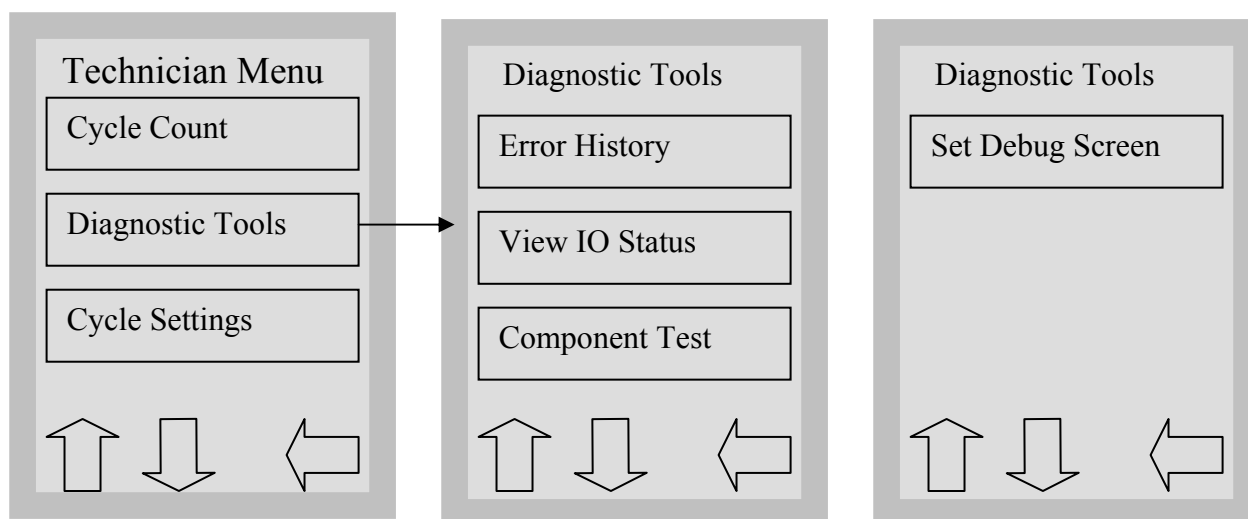 Technician Menu
Cycle Count
Diagnostic Tools
Cycle Settings
Diagnostic Tools
Error History
View IO Status
Component Test
Diagnostic Tools
Set Debug Screen